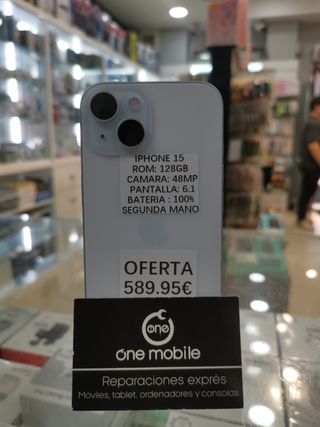 IPHONE 15
ROM: 128GB
CAMARA: 48MP
PANTALLA: 6.1
BATERIA : 100%
SEGUNDA MANO
OFERTA
589.95€
one
óne mobile
Reparaciones exprés
Móviles, tablet, ordenadores y consolas